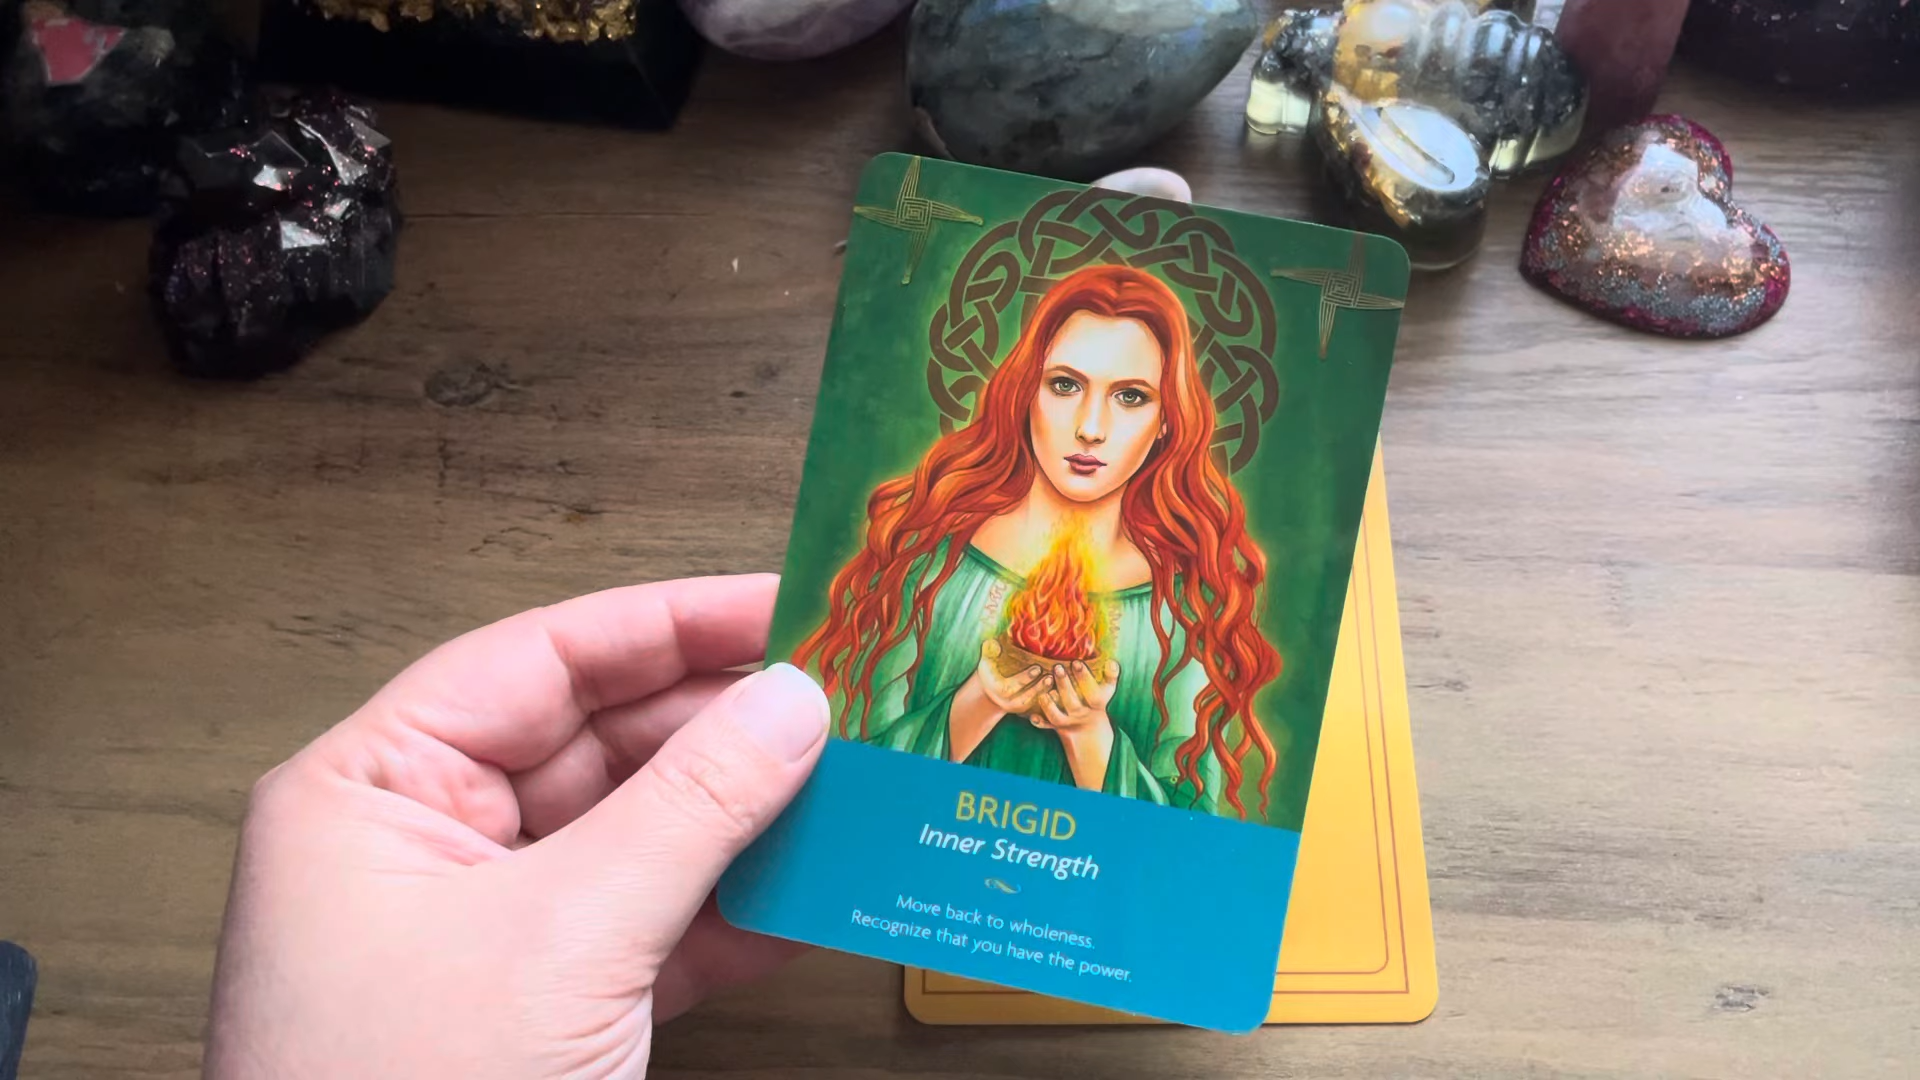 BRIGID
Inner Strength
Move back to wholeness.
Recognize that you have the power.